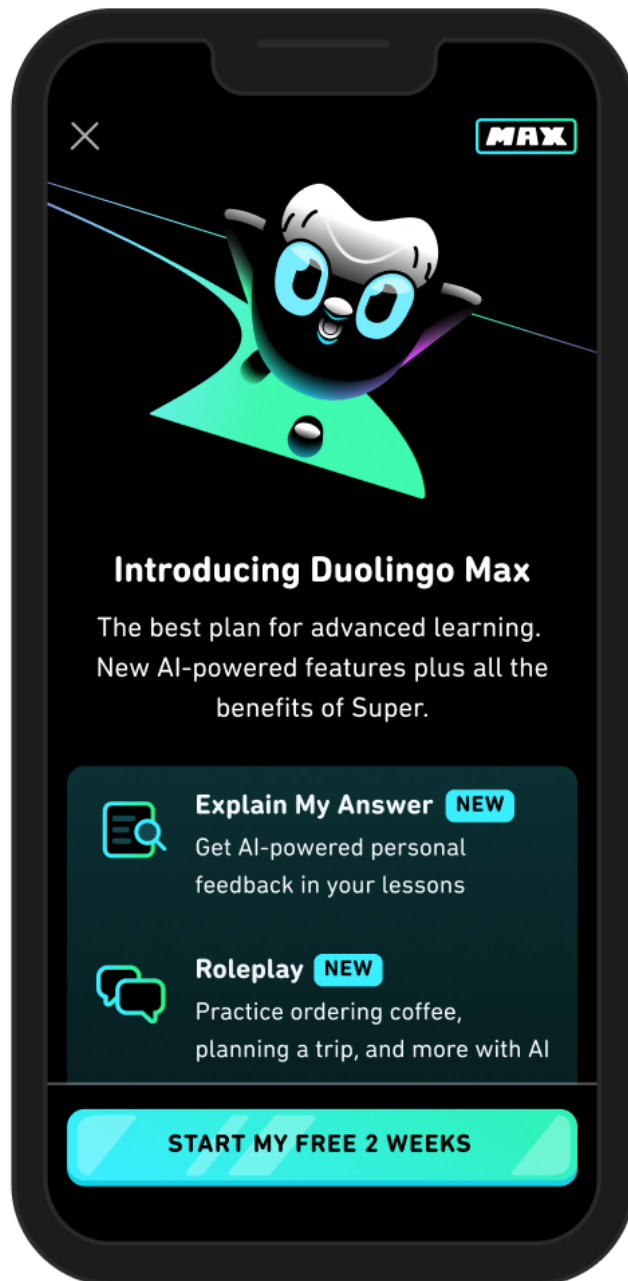 MAX
Introducing Duolingo Max
The best plan for advanced learning.
New AI-powered features plus all the
benefits of Super.
Explain My Answer NEW
Get AI-powered personal
feedback in your lessons
Roleplay NEW
Practice ordering coffee,
planning a trip, and more with AI
START MY FREE 2 WEEKS